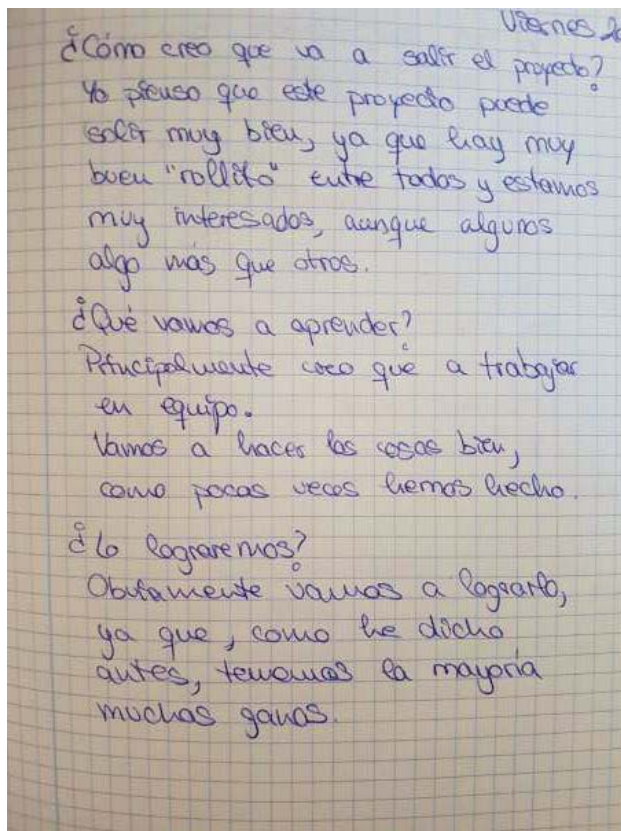 Viernes 2
¿Cómo creo que va a salir el proyecto?
Yo pienso que este proyecto puede
salir muy bien, ya que hay muy
buen "rollito" entre todos y estamos
muy interesados, aunque algunos
algo más que otros.
¿Qué vamos a aprender?
Principalmente creo que a trabajar
en equipo.
Vamos a hacer las cosas bien,
como pocas veces hemos hecho.
¿Lo lograremos?
Obviamente vamos a lograrlo,
ya que, como he dicho
antes, tenemos la mayoría
muchas ganas.